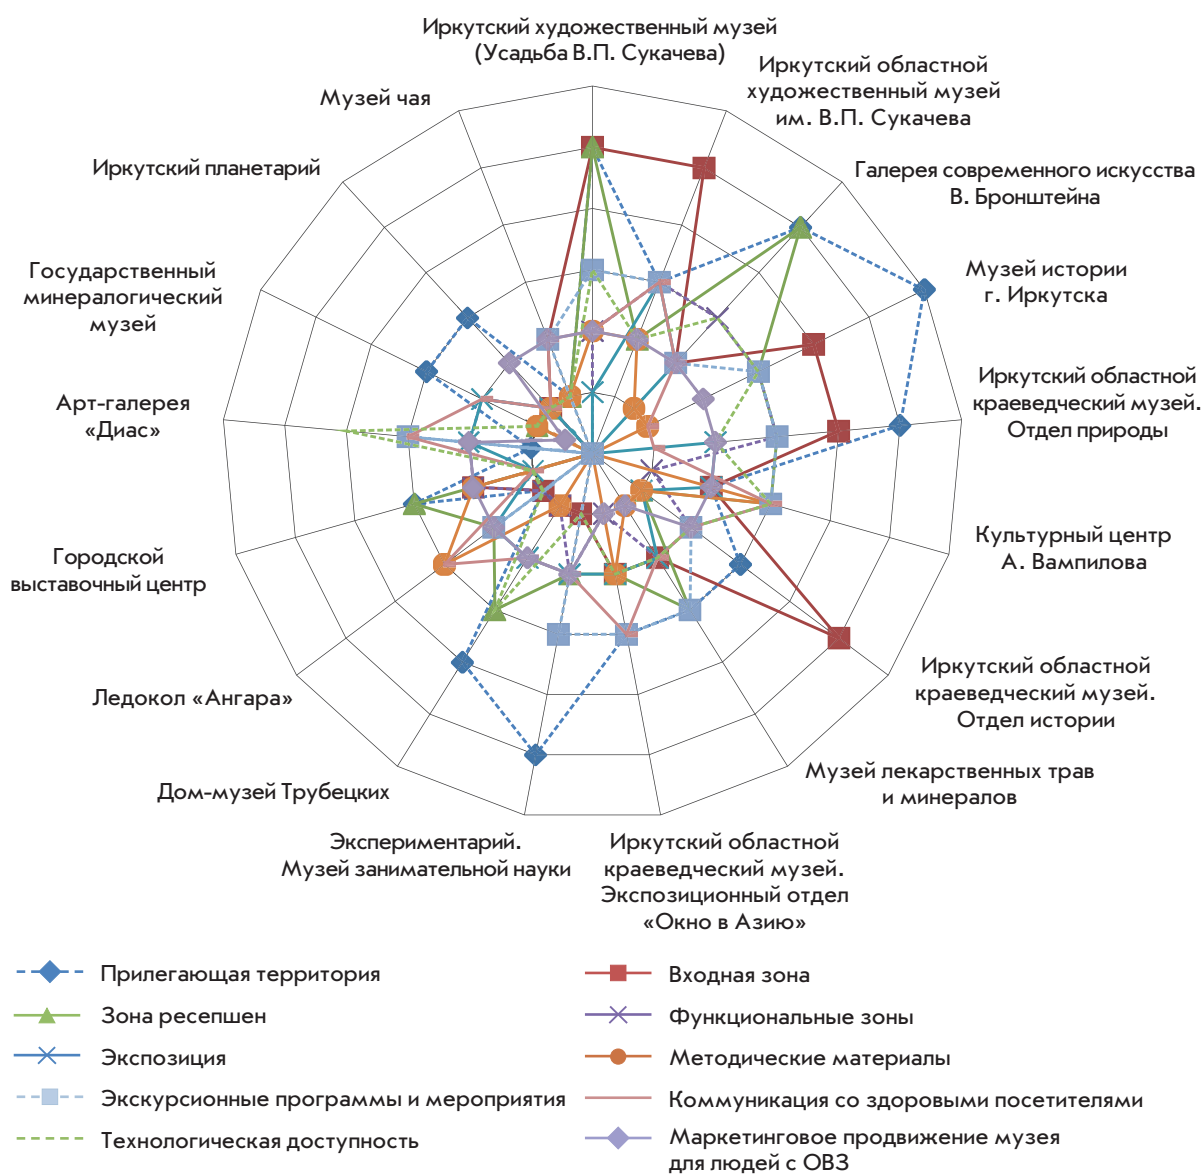 Иркутский художественный музей
(Усадьба В.П. Сукачева)
Иркутский областной
художественный музей
им. В.П. Сукачева
Галерея современного искусства
В. Бронштейна
Музей истории
г. Иркутска
Иркутский областной
краеведческий музей.
Отдел природы
Культурный центр
А. Вампилова
Иркутский областной
краеведческий музей.
Отдел истории
Музей лекарственных трав
и минералов
Иркутский областной
краеведческий музей.
Экспозиционный отдел
«Окно в Азию»
Экспериментарий.
Музей занимательной науки
Дом-музей Трубецких
Ледокол «Ангара»
Городской
выставочный центр
Арт-галерея
«Диас»
Государственный
минералогический
музей
Иркутский планетарий
Музей чая
Прилегающая территория
Входная зона
Зона ресепшен
Функциональные зоны
Экспозиция
Методические материалы
Экскурсионные программы и мероприятия
Коммуникация со здоровыми посетителями
Технологическая доступность
Маркетинговое продвижение музея
для людей с ОВЗ